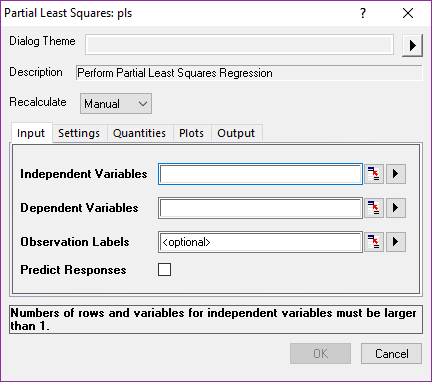 Partial Least Squares: pls
Dialog Theme
Description Perform Partial Least Squares Regression
Recalculate Manual
Input Settings Quantities Plots Output
Independent Variables
Dependent Variables
Observation Labels <optional>
Predict Responses
Numbers of rows and variables for independent variables must be larger
than 1.
OK Cancel